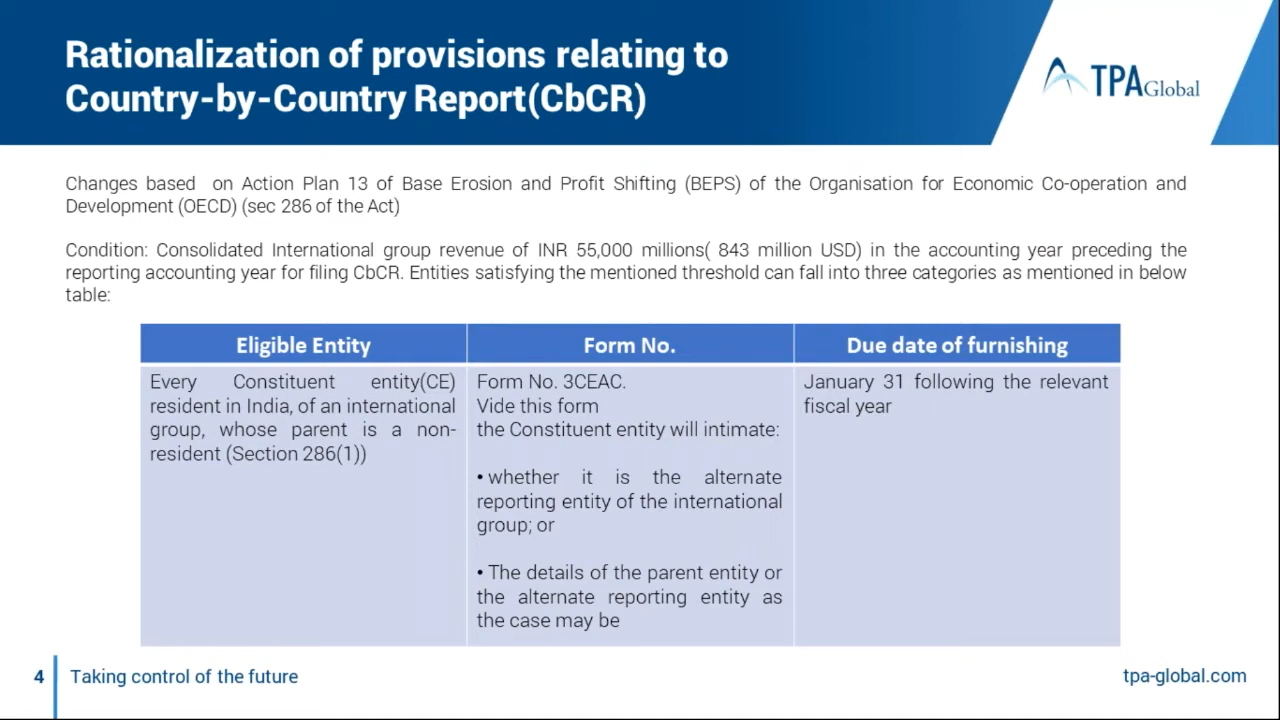 Rationalization of provisions relating to
Country-by-Country Report(CbCR)
TPAGlobal
Changes based on Action Plan 13 of Base Erosion and Profit Shifting (BEPS) of the Organisation for Economic Co-operation and
Development (OECD) (sec 286 of the Act)
Condition: Consolidated International group revenue of INR 55,000 millions( 843 million USD) in the accounting year preceding the
reporting accounting year for filing CbCR. Entities satisfying the mentioned threshold can fall into three categories as mentioned in below
table:
Eligible Entity
Form No.
Due date of furnishing
Every Constituent entity(CE)
resident in India, of an international
group, whose parent is a non-
resident (Section 286(1))
Form No. 3CEAC.
Vide this form
the Constituent entity will intimate:
• whether it is the alternate
reporting entity of the international
group; or
• The details of the parent entity or
the alternate reporting entity as
the case may be
January 31 following the relevant
fiscal year
4
Taking control of the future
tpa-global.com